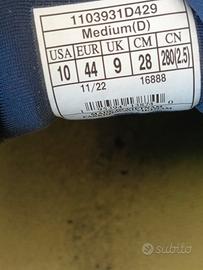 1103931D429
Medium(D)
USA EUR UK CM CN
10 44 9 28 280(2.5)
11/22 16888
subito